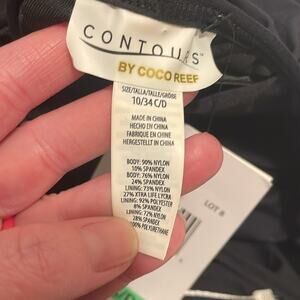 CONTOURS™
BY COCO REEF
SIZE/TALLA/TAILLE/GRÖßE
10/34 C/D
MADE IN CHINA
HECHO EN CHINA
FABRIQUE EN CHINE
HERGESTELLT IN CHINA
BODY: 90% NYLON
10% SPANDEX
BODY: 76% NYLON
24% SPANDEX
LINING: 73% NYLON
27% XTRA LIFE LYCRA
LINING: 92% POLYESTER
8% SPANDEX
LINING: 72% NYLON
28% SPANDEX
100% POLYURETHANE
LOT 8